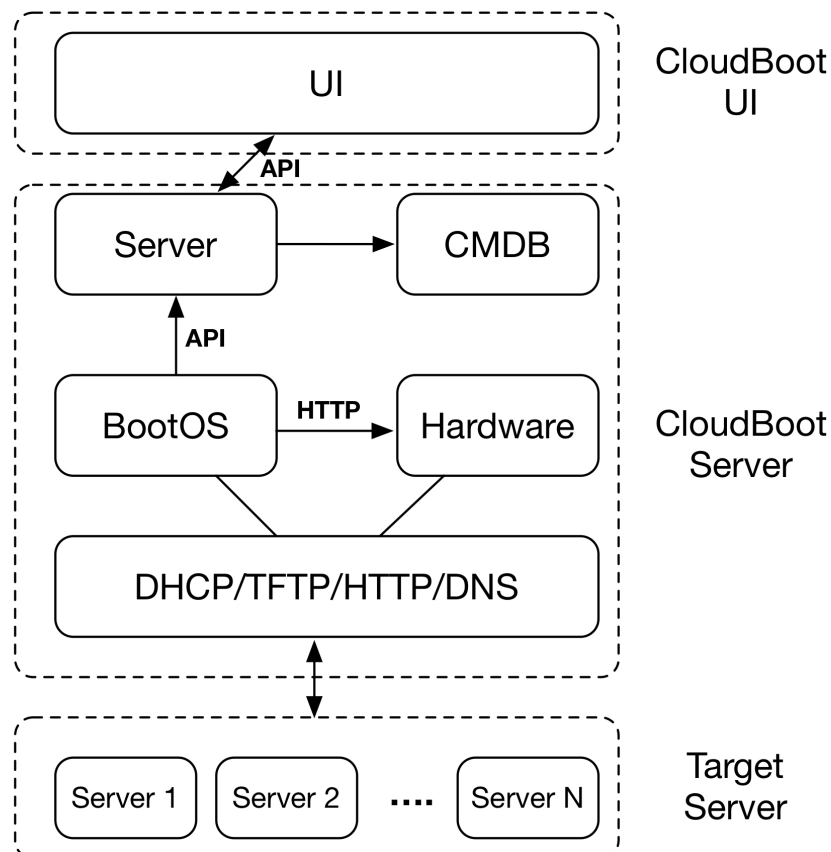 UI
CloudBoot
UI
API
Server
CMDB
API
BootOS
HTTP
Hardware
CloudBoot
Server
DHCP/TFTP/HTTP/DNS
Server 1
Server 2
....
Server N
Target
Server